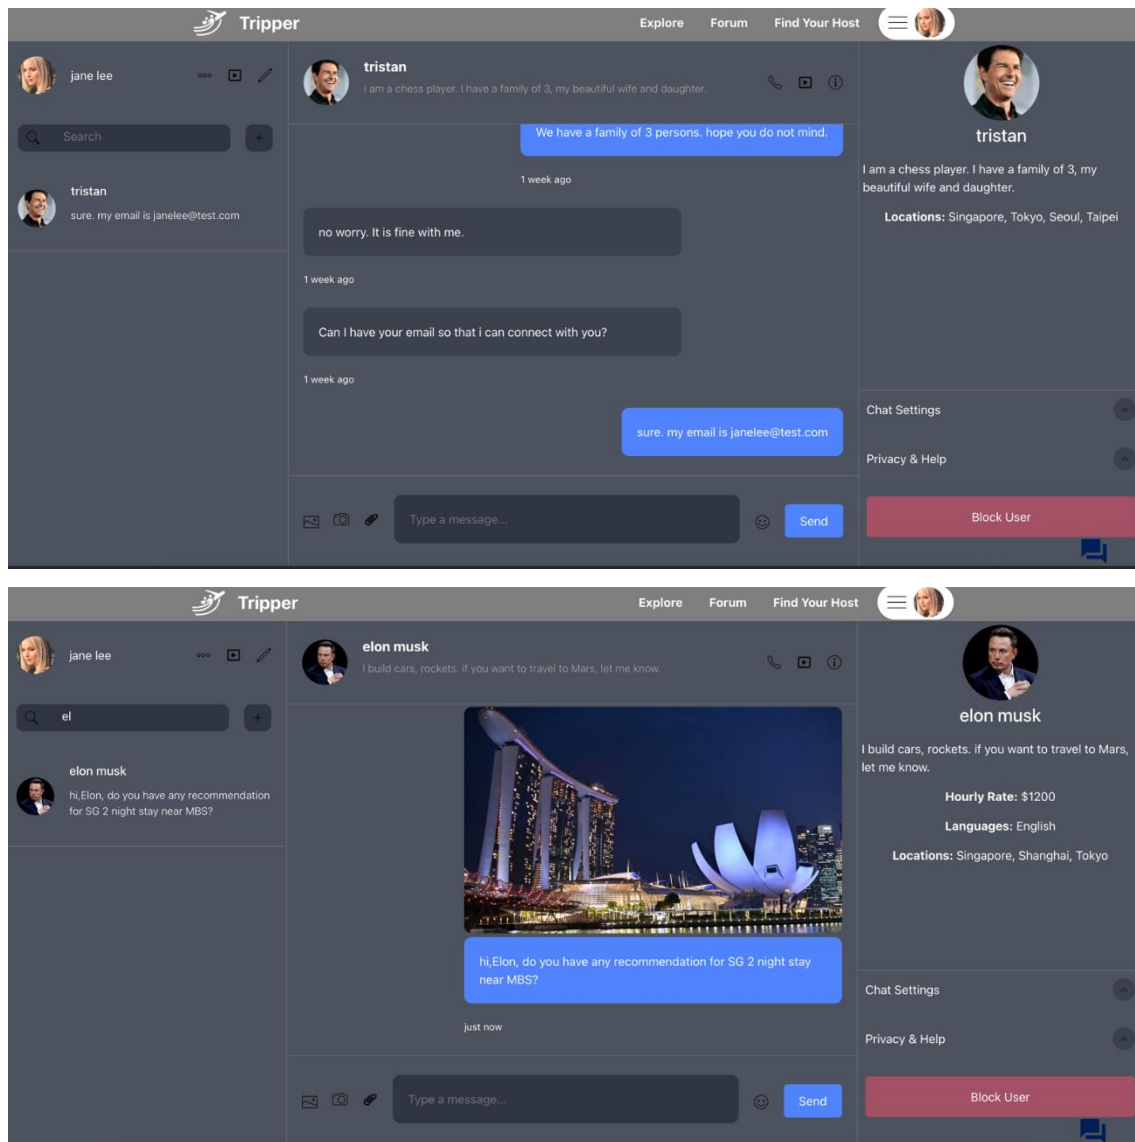 Tripper
Explore Forum Find Your Host
jane lee
Search
tristan
sure. my email is janelee@test.com
tristan
I am a chess player. I have a family of 3, my beautiful wife and daughter.
We have a family of 3 persons. hope you do not mind.
1 week ago
no worry. It is fine with me.
1 week ago
Can I have your email so that i can connect with you?
1 week ago
sure. my email is janelee@test.com
Type a message...
Send
tristan
I am a chess player. I have a family of 3, my
beautiful wife and daughter.
Locations: Singapore, Tokyo, Seoul, Taipei
Chat Settings
Privacy & Help
Block User
Tripper
Explore Forum Find Your Host
jane lee
el
elon musk
hi,Elon, do you have any recommendation
for SG 2 night stay near MBS?
elon musk
I build cars, rockets. if you want to travel to Mars, let me know.
hi,Elon, do you have any recommendation for SG 2 night stay
near MBS?
just now
Type a message...
Send
elon musk
I build cars, rockets. if you want to travel to Mars,
let me know.
Hourly Rate: $1200
Languages: English
Locations: Singapore, Shanghai, Tokyo
Chat Settings
Privacy & Help
Block User